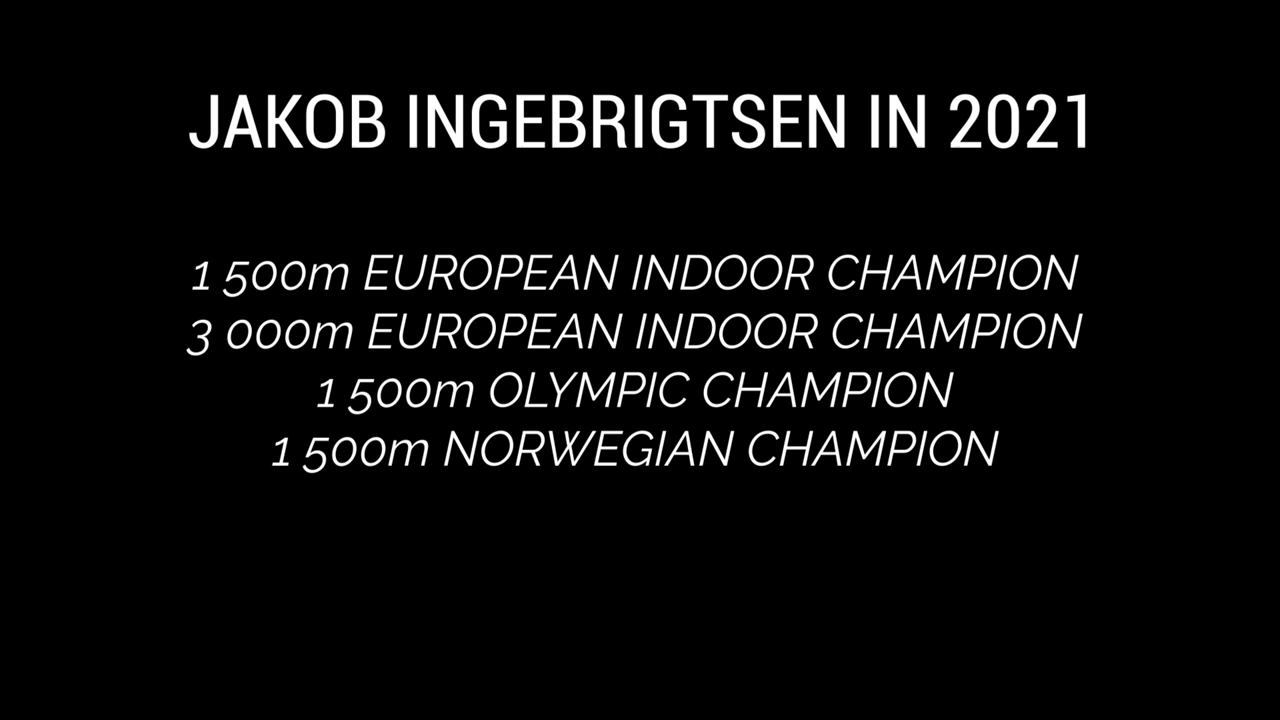 JAKOB INGEBRIGTSEN IN 2021
1 500m EUROPEAN INDOOR CHAMPION
3 000m EUROPEAN INDOOR CHAMPION
1 500m OLYMPIC CHAMPION
1 500m NORWEGIAN CHAMPION